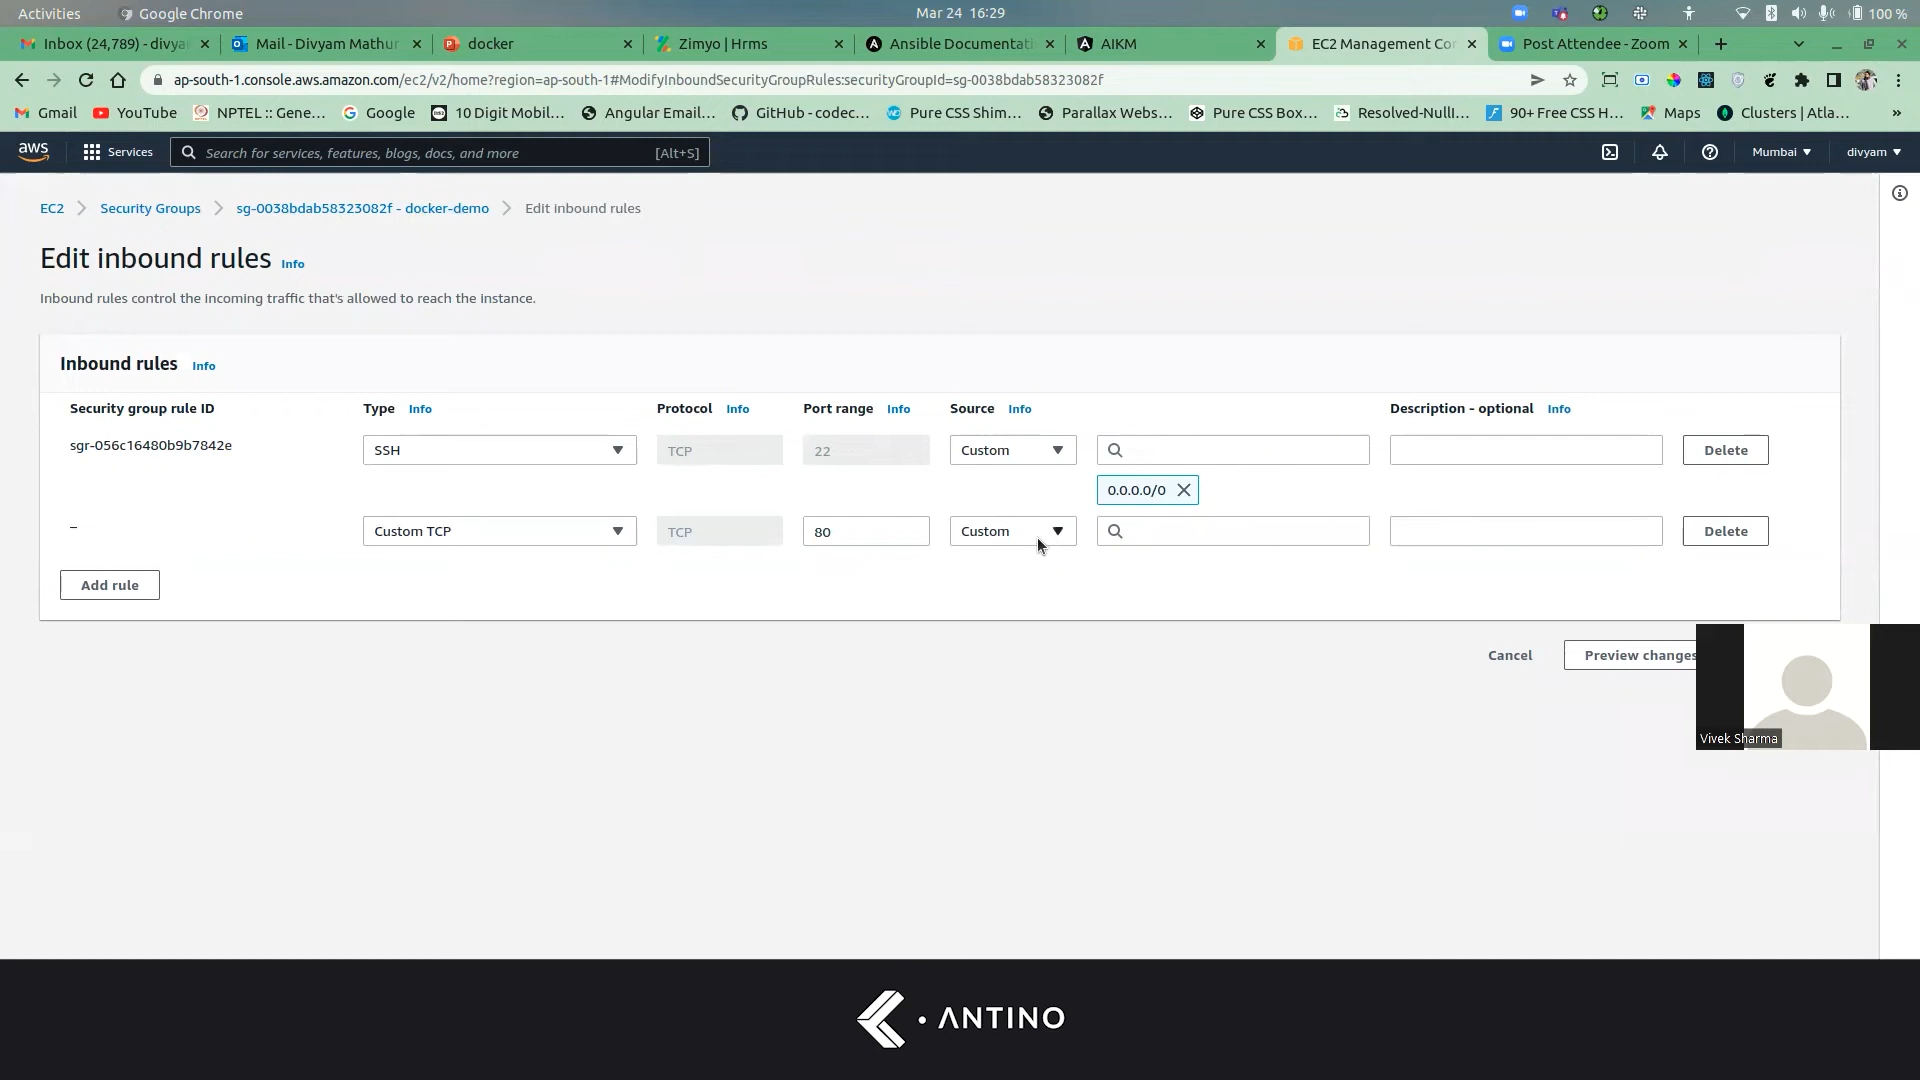 Activities Google Chrome Mar 24 16:29 100 %
Inbox (24,789) - divya Mail - Divyam Mathur docker Zimyo | Hrms Ansible Documentati AIKM EC2 Management Con Post Attendee - Zoom
ap-south-1.console.aws.amazon.com/ec2/v2/home?region=ap-south-1#ModifyInboundSecurityGroupRules:securityGroupId=sg-0038bdab58323082f
Gmail YouTube NPTEL :: Gene... Google 10 Digit Mobil... Angular Email... GitHub - codec... Pure CSS Shim... Parallax Webs... Pure CSS Box... Resolved-NullI... 90+ Free CSS H... Maps Clusters | Atla... »
aws Services Search for services, features, blogs, docs, and more [Alt+S] Mumbai divyam
EC2 Security Groups sg-0038bdab58323082f - docker-demo Edit inbound rules
Edit inbound rules Info
Inbound rules control the incoming traffic that's allowed to reach the instance.
Inbound rules Info
Security group rule ID Type Info Protocol Info Port range Info Source Info Description - optional Info
sgr-056c16480b9b7842e SSH TCP 22 Custom Delete
0.0.0.0/0
– Custom TCP TCP 80 Custom Delete
Add rule
Cancel Preview changes
Vivek Sharma
ANTINO